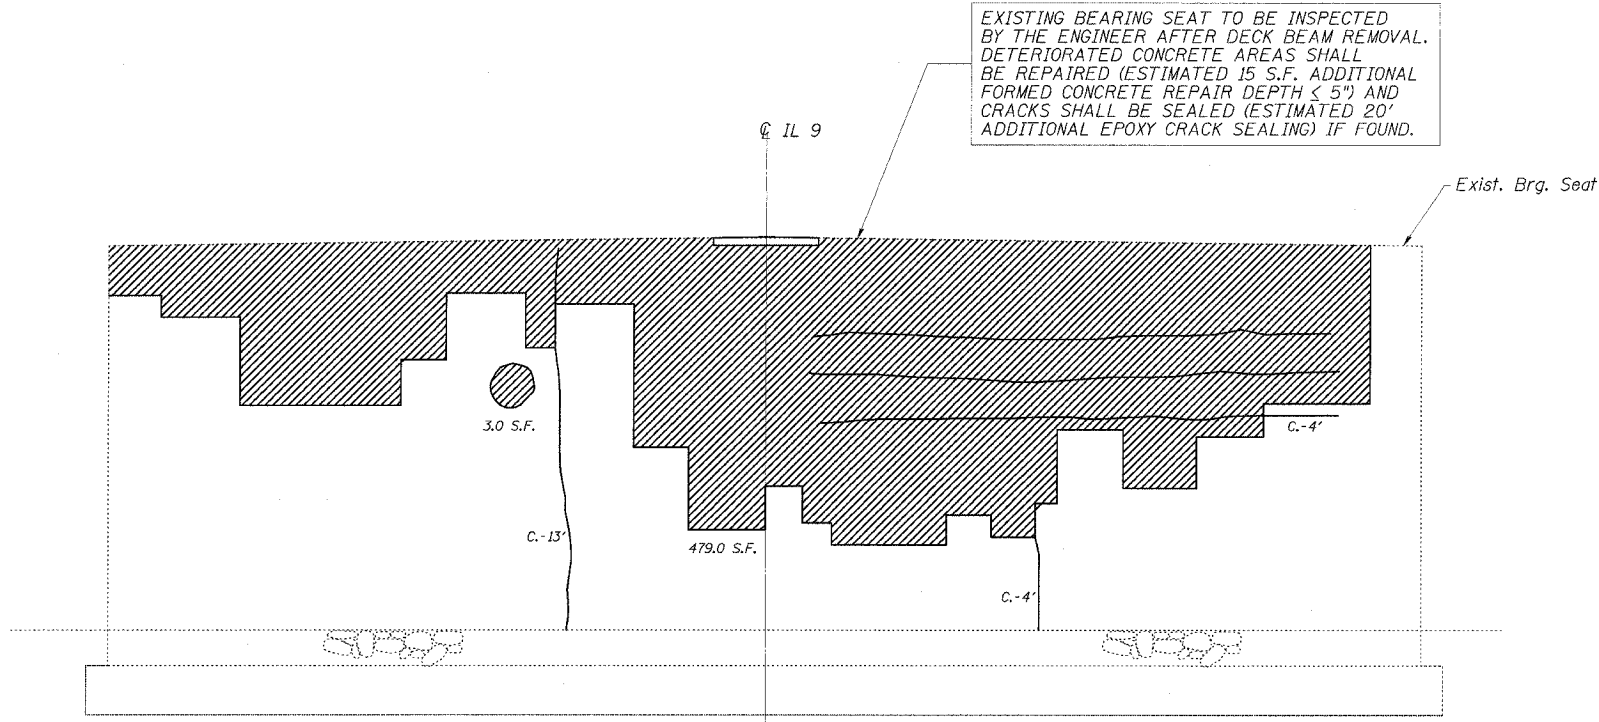 EXISTING BEARING SEAT TO BE INSPECTED
BY THE ENGINEER AFTER DECK BEAM REMOVAL.
DETERIORATED CONCRETE AREAS SHALL
BE REPAIRED (ESTIMATED 15 S.F. ADDITIONAL
FORMED CONCRETE REPAIR DEPTH ≤ 5") AND
CRACKS SHALL BE SEALED (ESTIMATED 20'
ADDITIONAL EPOXY CRACK SEALING) IF FOUND.
℄ IL 9
Exist. Brg. Seat
3.0 S.F.
C.-4'
C.-13'
479.0 S.F.
C.-4'